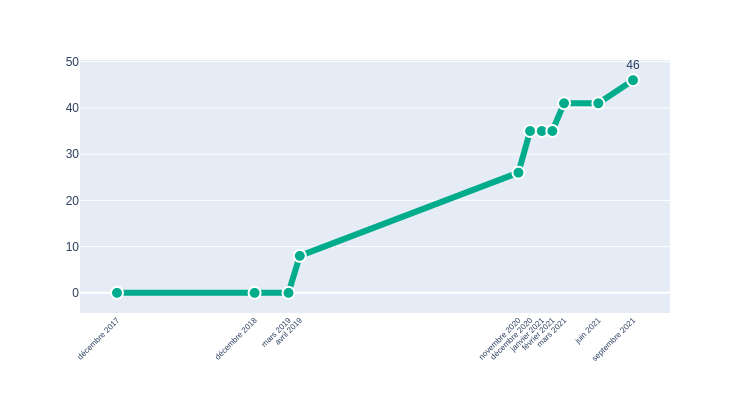 46
50
40
30
20
10
0
décembre 2017
décembre 2018
mars 2019
avril 2019
novembre 2020
décembre 2020
janvier 2021
février 2021
mars 2021
juin 2021
septembre 2021